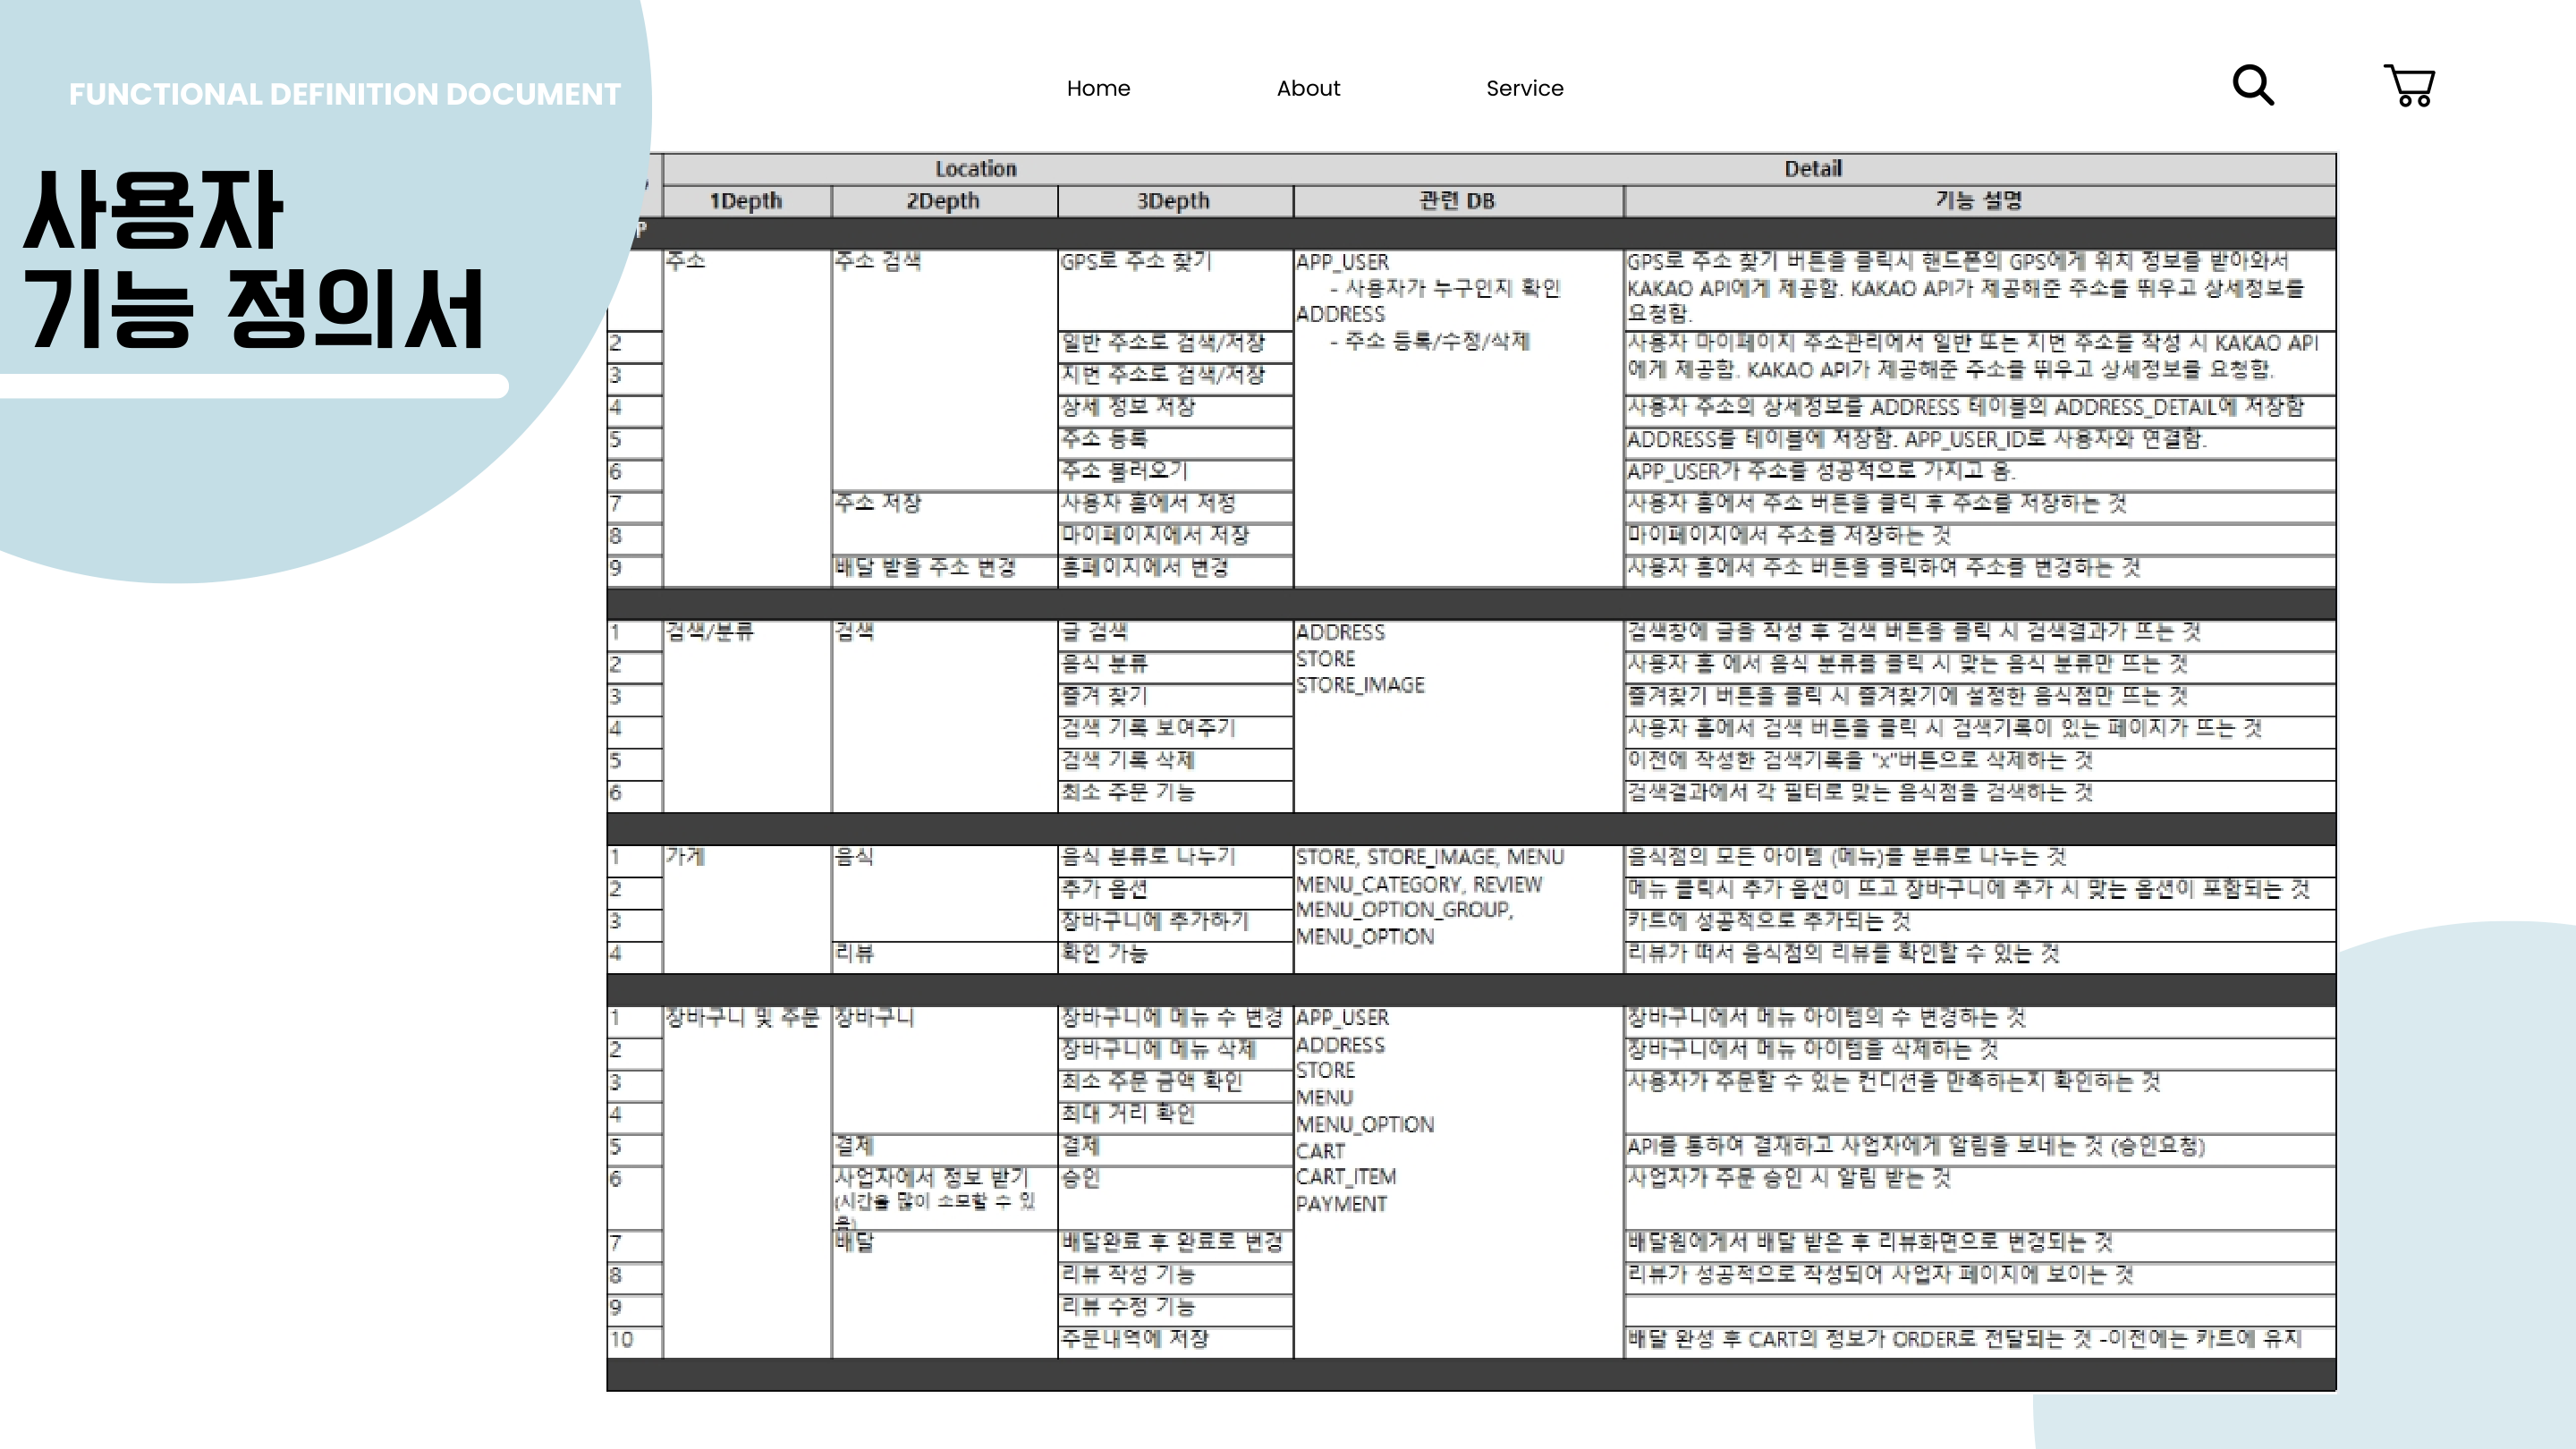 FUNCTIONAL DEFINITION DOCUMENT
Home About Service
사용자
기능 정의서
Location Detail
1Depth 2Depth 3Depth 관련 DB 기능 설명
P
주소 주소 검색 GPS로 주소 찾기 APP_USER GPS로 주소 찾기 버튼을 클릭시 핸드폰의 GPS에게 위치 정보를 받아와서
- 사용자가 누구인지 확인 KAKAO API에게 제공함. KAKAO API가 제공해준 주소를 뛰우고 상세정보를
ADDRESS 요청함.
2 일반 주소로 검색/저장 - 주소 등록/수정/삭제 사용자 마이페이지 주소관리에서 일반 또는 지번 주소를 작성 시 KAKAO API
3 지번 주소로 검색/저장 에게 제공함. KAKAO API가 제공해준 주소를 뛰우고 상세정보를 요청함.
4 상세 정보 저장 사용자 주소의 상세정보를 ADDRESS 테이블의 ADDRESS_DETAIL에 저장함
5 주소 등록 ADDRESS를 테이블에 저장함. APP_USER_ID로 사용자와 연결함.
6 주소 불러오기 APP_USER가 주소를 성공적으로 가지고 옴.
7 주소 저장 사용자 홈에서 저정 사용자 홈에서 주소 버튼을 클릭 후 주소를 저장하는 것
8 마이페이지에서 저장 마이페이지에서 주소를 저장하는 것
9 배달 받을 주소 변경 홈페이지에서 변경 사용자 홈에서 주소 버튼을 클릭하여 주소를 변경하는 것
1 검색/분류 검색 글 검색 ADDRESS 검색창에 글을 작성 후 검색 버튼을 클릭 시 검색결과가 뜨는 것
2 음식 분류 STORE 사용자 홈 에서 음식 분류를 클릭 시 맞는 음식 분류만 뜨는 것
3 즐겨 찾기 STORE_IMAGE 즐겨찾기 버튼을 클릭 시 즐겨찾기에 설정한 음식점만 뜨는 것
4 검색 기록 보여주기 사용자 홈에서 검색 버튼을 클릭 시 검색기록이 있는 페이지가 뜨는 것
5 검색 기록 삭제 이전에 작성한 검색기록을 "x"버튼으로 삭제하는 것
6 최소 주문 기능 검색결과에서 각 필터로 맞는 음식점을 검색하는 것
1 가게 음식 음식 분류로 나누기 STORE, STORE_IMAGE, MENU 음식점의 모든 아이템 (메뉴)를 분류로 나누는 것
2 추가 옵션 MENU_CATEGORY, REVIEW 메뉴 클릭시 추가 옵션이 뜨고 장바구니에 추가 시 맞는 옵션이 포함되는 것
3 장바구니에 추가하기 MENU_OPTION_GROUP, 카트에 성공적으로 추가되는 것
4 리뷰 확인 가능 MENU_OPTION 리뷰가 떠서 음식점의 리뷰를 확인할 수 있는 것
1 장바구니 및 주문 장바구니 장바구니에 메뉴 수 변경 APP_USER 장바구니에서 메뉴 아이템의 수 변경하는 것
2 장바구니에 메뉴 삭제 ADDRESS 장바구니에서 메뉴 아이템을 삭제하는 것
3 최소 주문 금액 확인 STORE 사용자가 주문할 수 있는 컨디션을 만족하는지 확인하는 것
4 최대 거리 확인 MENU
MENU_OPTION
5 결제 결제 CART API를 통하여 결재하고 사업자에게 알림을 보네는 것 (승인요청)
6 사업자에서 정보 받기 승인 CART_ITEM 사업자가 주문 승인 시 알림 받는 것
(시간을 많이 소모할 수 있 PAYMENT
음)
7 배달 배달완료 후 완료로 변경 배달원에게서 배달 받은 후 리뷰화면으로 변경되는 것
8 리뷰 작성 기능 리뷰가 성공적으로 작성되어 사업자 페이지에 보이는 것
9 리뷰 수정 기능
10 주문내역에 저장 배달 완성 후 CART의 정보가 ORDER로 전달되는 것 -이전에는 카트에 유지